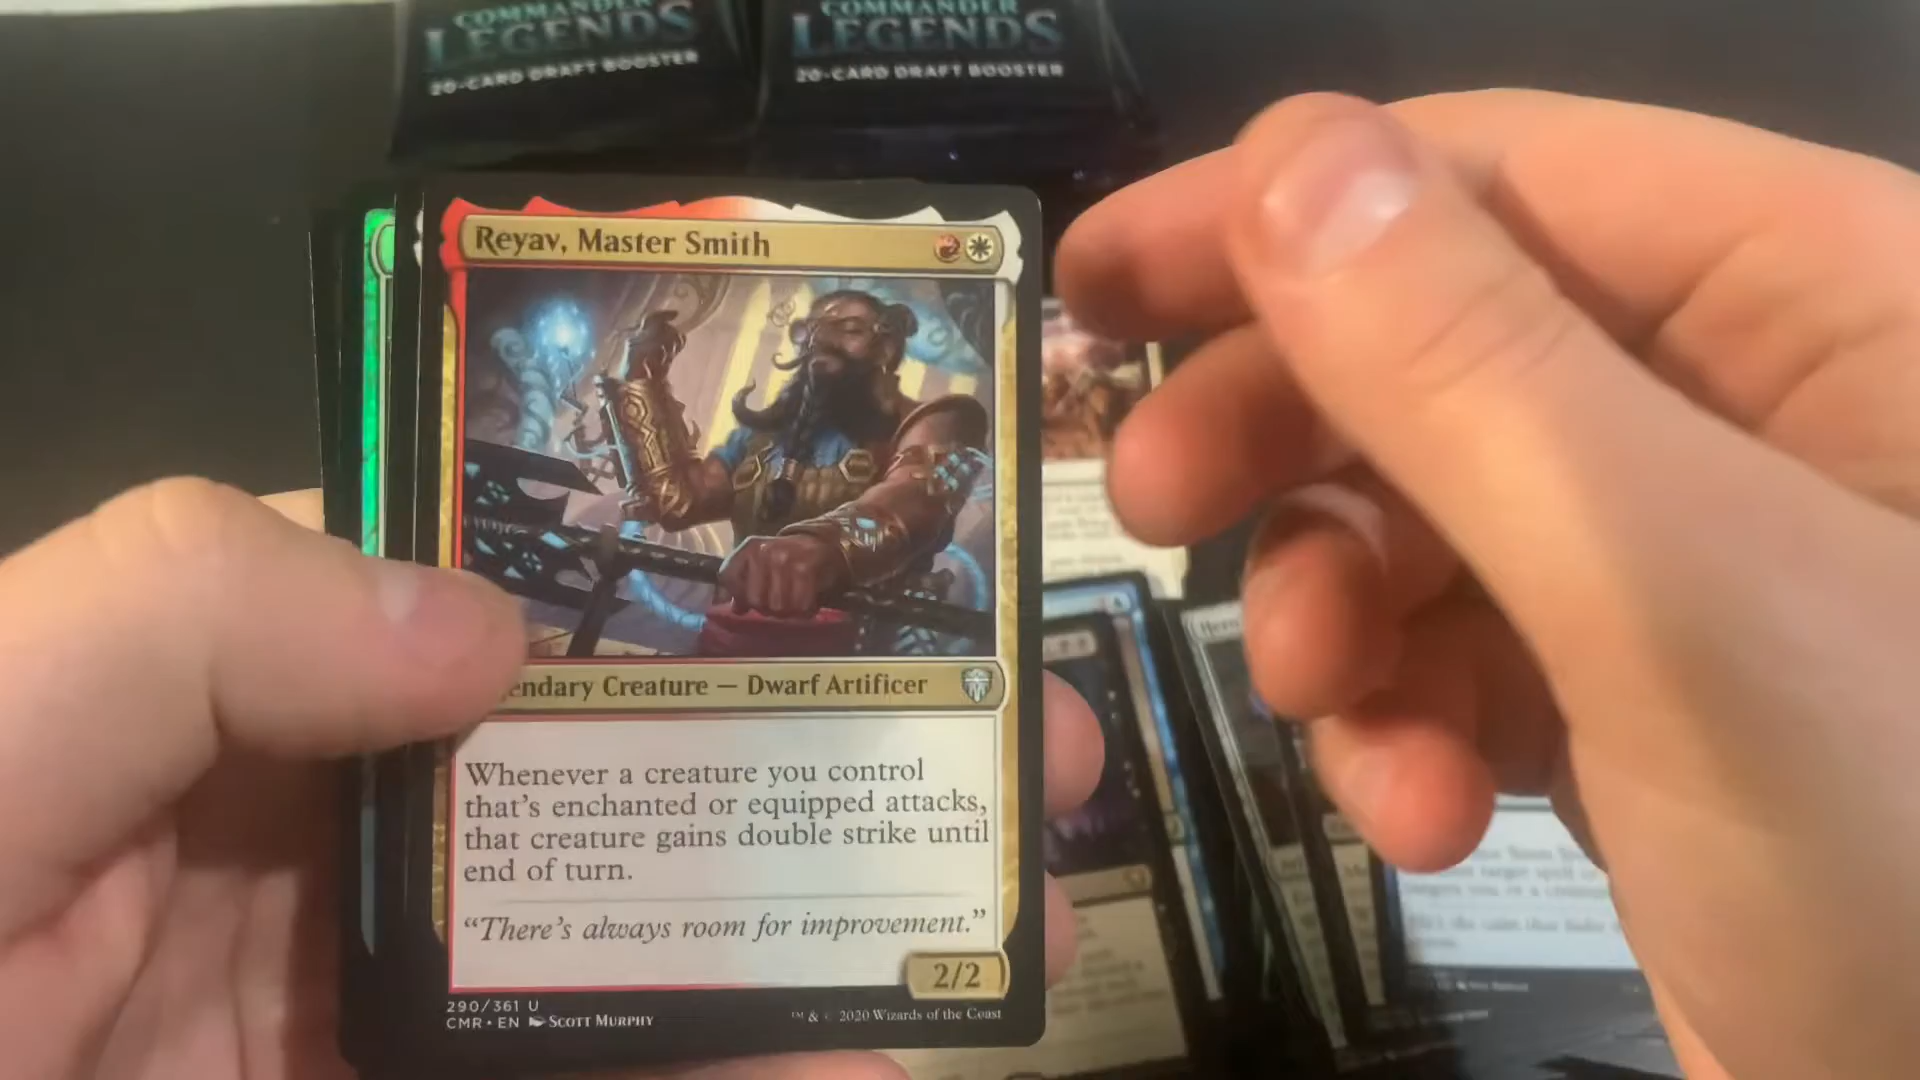 COMMANDER
LEGENDS
20-CARD DRAFT BOOSTER
COMMANDER
LEGENDS
20-CARD DRAFT BOOSTER
Reyav, Master Smith
endary Creature — Dwarf Artificer
Whenever a creature you control
that's enchanted or equipped attacks,
that creature gains double strike until
end of turn.
"There's always room for improvement."
2/2
290/361 U
CMR • EN Scott Murphy
™ & © 2020 Wizards of the Coast
Hero